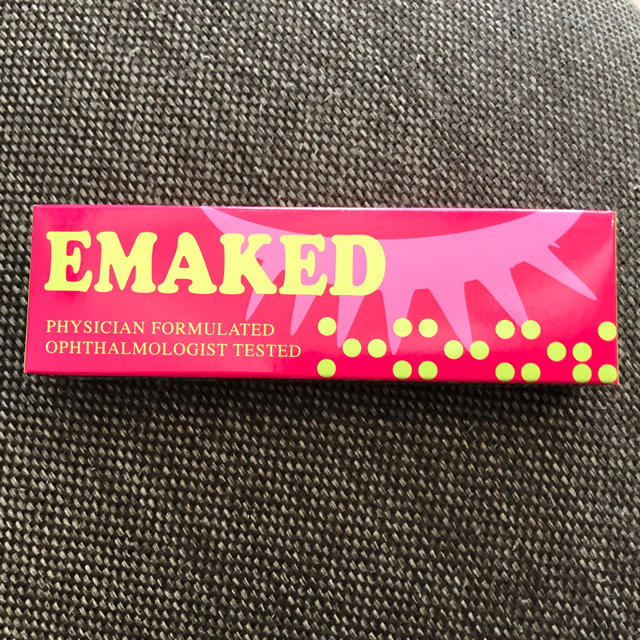 EMAKED
PHYSICIAN FORMULATED
OPHTHALMOLOGIST TESTED